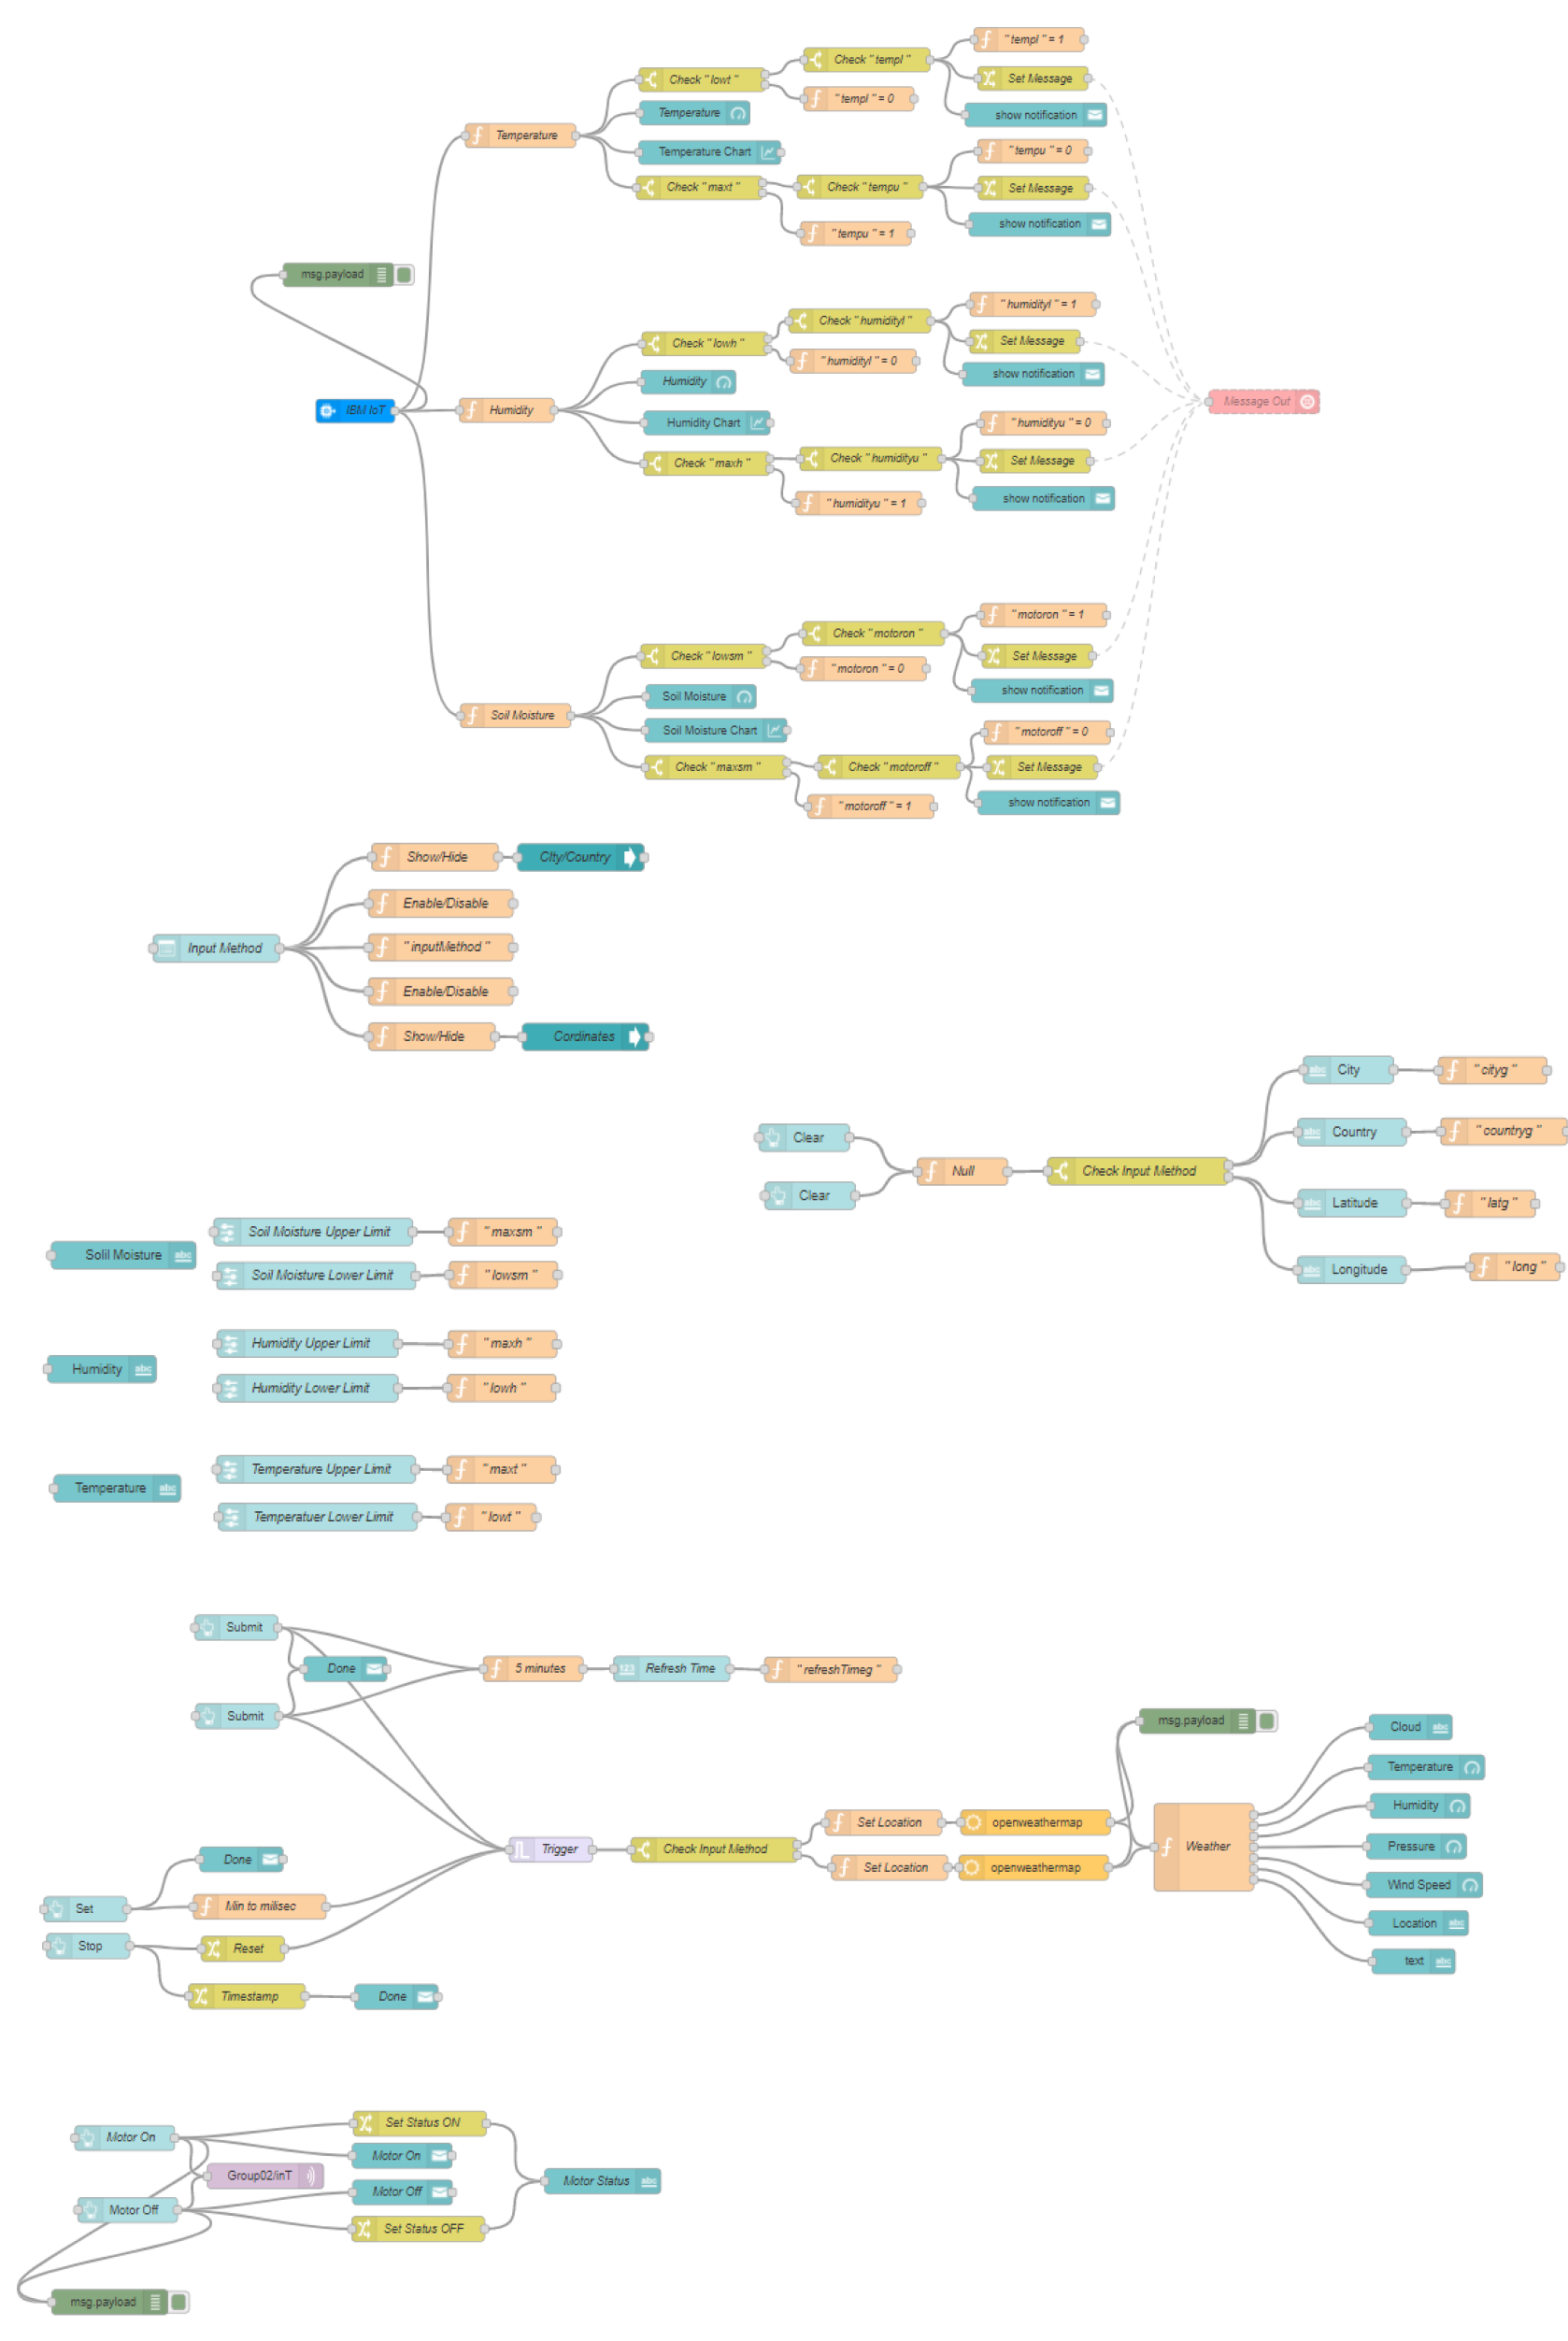 " templ " = 1
Check " templ "
Check " lowt "
Set Message
" templ " = 0
Temperature
show notification
Temperature
Temperature Chart
" tempu " = 0
Check " maxt "
Check " tempu "
Set Message
show notification
" tempu " = 1
msg.payload
" humidityl " = 1
Check " humidityl "
Check " lowh "
Set Message
" humidityl " = 0
show notification
Humidity
Message Out
IBM IoT
Humidity
Humidity Chart
" humidityu " = 0
Check " maxh "
Check " humidityu "
Set Message
show notification
" humidityu " = 1
" motoron " = 1
Check " motoron "
Check " lowsm "
Set Message
" motoron " = 0
show notification
Soil Moisture
Soil Moisture
Soil Moisture Chart
" motoroff " = 0
Check " maxsm "
Check " motoroff "
Set Message
show notification
" motoroff " = 1
Show/Hide
City/Country
Enable/Disable
Input Method
" inputMethod "
Enable/Disable
Show/Hide
Cordinates
City
" cityg "
Clear
Country
" countryg "
Null
Check Input Method
Clear
Latitude
" latg "
Longitude
" long "
Soil Moisture Upper Limit
" maxsm "
Solil Moisture
Soil Moisture Lower Limit
" lowsm "
Humidity Upper Limit
" maxh "
Humidity
Humidity Lower Limit
" lowh "
Temperature Upper Limit
" maxt "
Temperature
Temperatuer Lower Limit
" lowt "
Submit
Done
5 minutes
Refresh Time
" refreshTimeg "
Submit
msg.payload
Cloud
Temperature
Humidity
Set Location
openweathermap
Pressure
Trigger
Check Input Method
Weather
Done
Set Location
openweathermap
Wind Speed
Set
Min to milisec
Location
Stop
Reset
text
Timestamp
Done
Set Status ON
Motor On
Motor On
Group02/inT
Motor Status
Motor Off
Motor Off
Set Status OFF
msg.payload